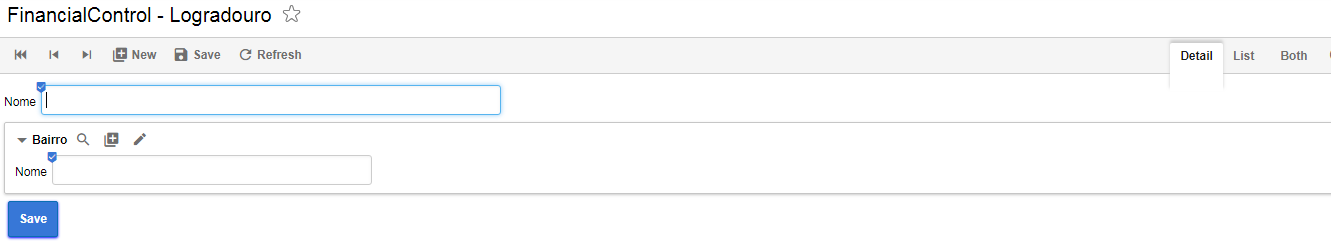 FinancialControl - Logradouro
New Save Refresh Detail List Both
Nome
Bairro
Nome
Save